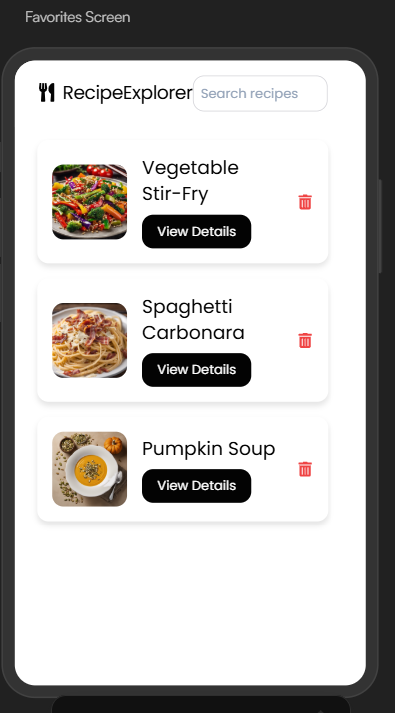 Favorites Screen
RecipeExplorer Search recipes
Vegetable
Stir-Fry
View Details
Spaghetti
Carbonara
View Details
Pumpkin Soup
View Details